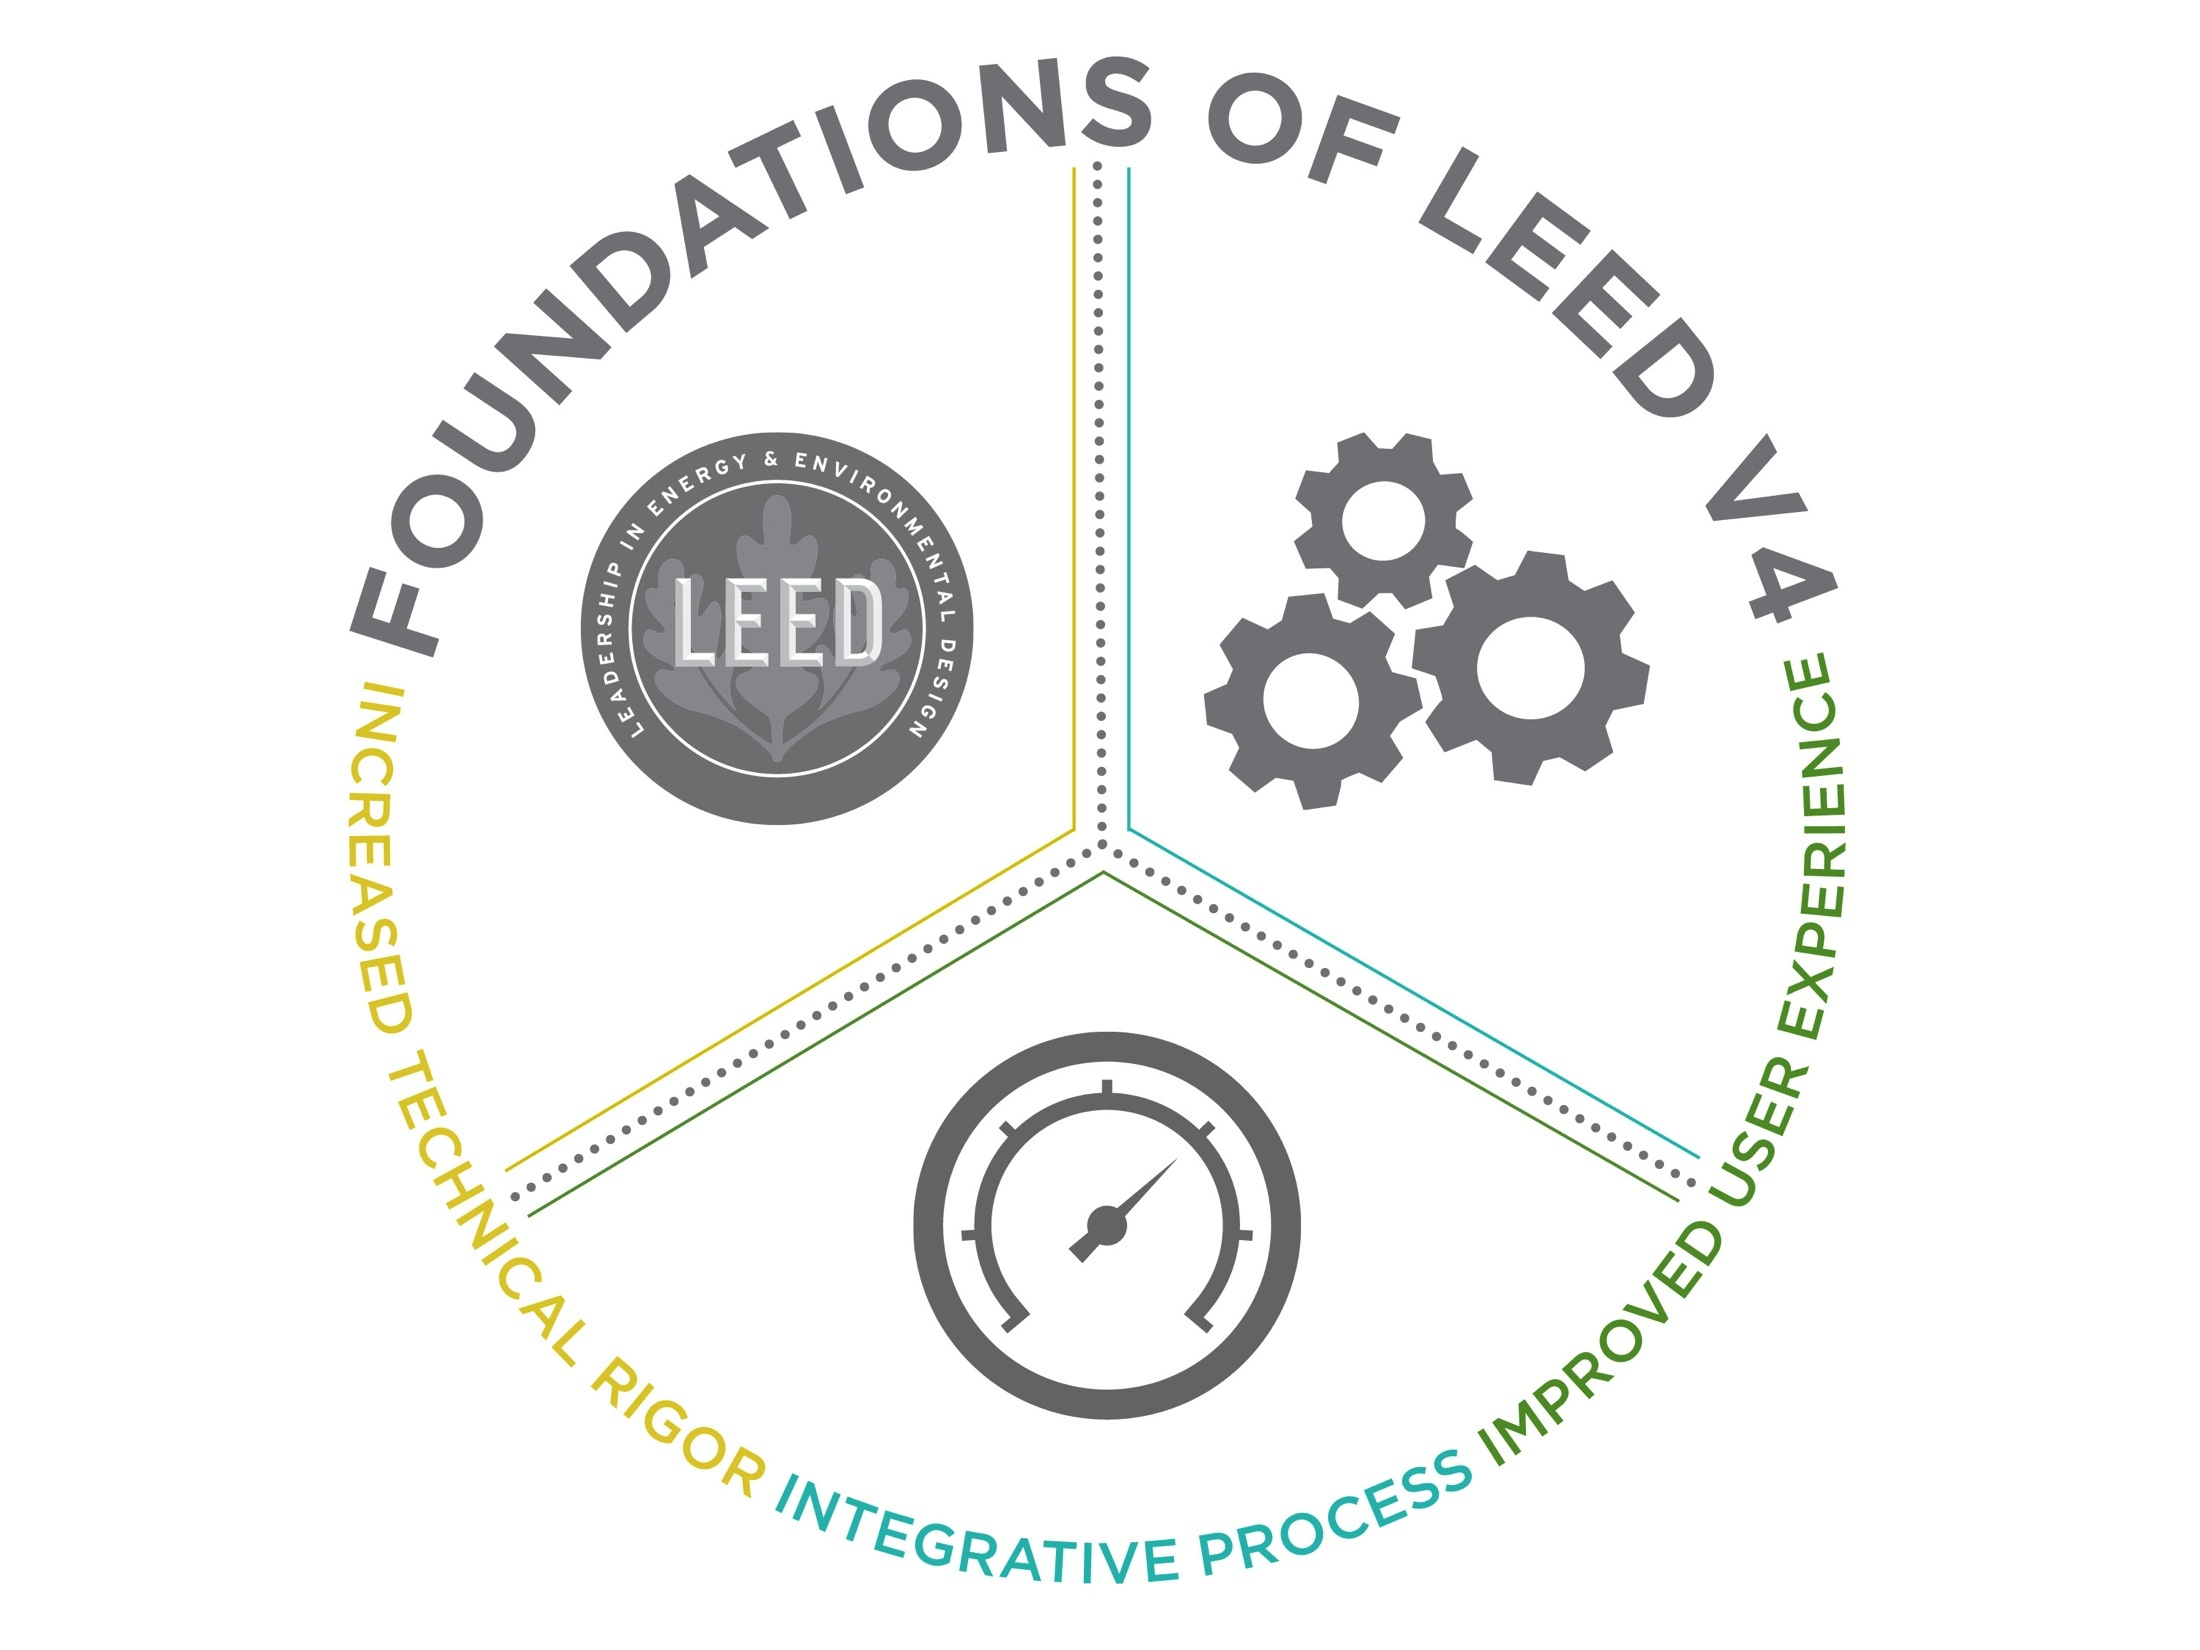 FOUNDATIONS OF LEED V4
LEADERSHIP IN ENERGY & ENVIRONMENTAL DESIGN
LEED
INCREASED TECHNICAL RIGOR
INTEGRATIVE PROCESS
IMPROVED USER EXPERIENCE